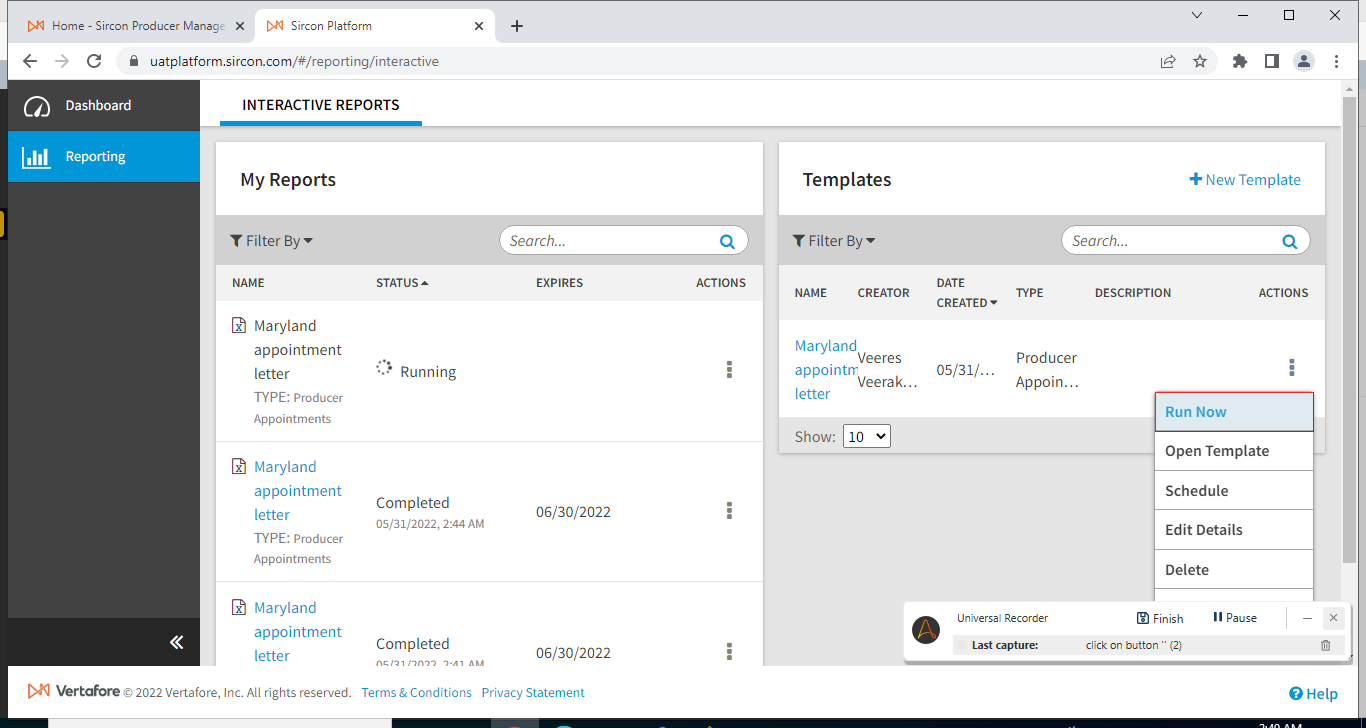 Home - Sircon Producer Manage
Sircon Platform
uatplatform.sircon.com/#/reporting/interactive
Dashboard
Reporting
INTERACTIVE REPORTS
My Reports
Filter By
Search...
NAME STATUS EXPIRES ACTIONS
Maryland
appointment
letter
TYPE: Producer
Appointments
Running
Maryland
appointment
letter
TYPE: Producer
Appointments
Completed
05/31/2022, 2:44 AM
06/30/2022
Maryland
appointment
letter
Completed
05/31/2022, 2:41 AM
06/30/2022
Templates
New Template
Filter By
Search...
NAME CREATOR DATE
CREATED TYPE DESCRIPTION ACTIONS
Maryland
appointm
letter
Veeres
Veerak...
05/31/...
Producer
Appoin...
Show: 10
Run Now
Open Template
Schedule
Edit Details
Delete
Universal Recorder
Finish
Pause
Last capture: click on button '' (2)
Vertafore © 2022 Vertafore, Inc. All rights reserved. Terms & Conditions Privacy Statement
Help